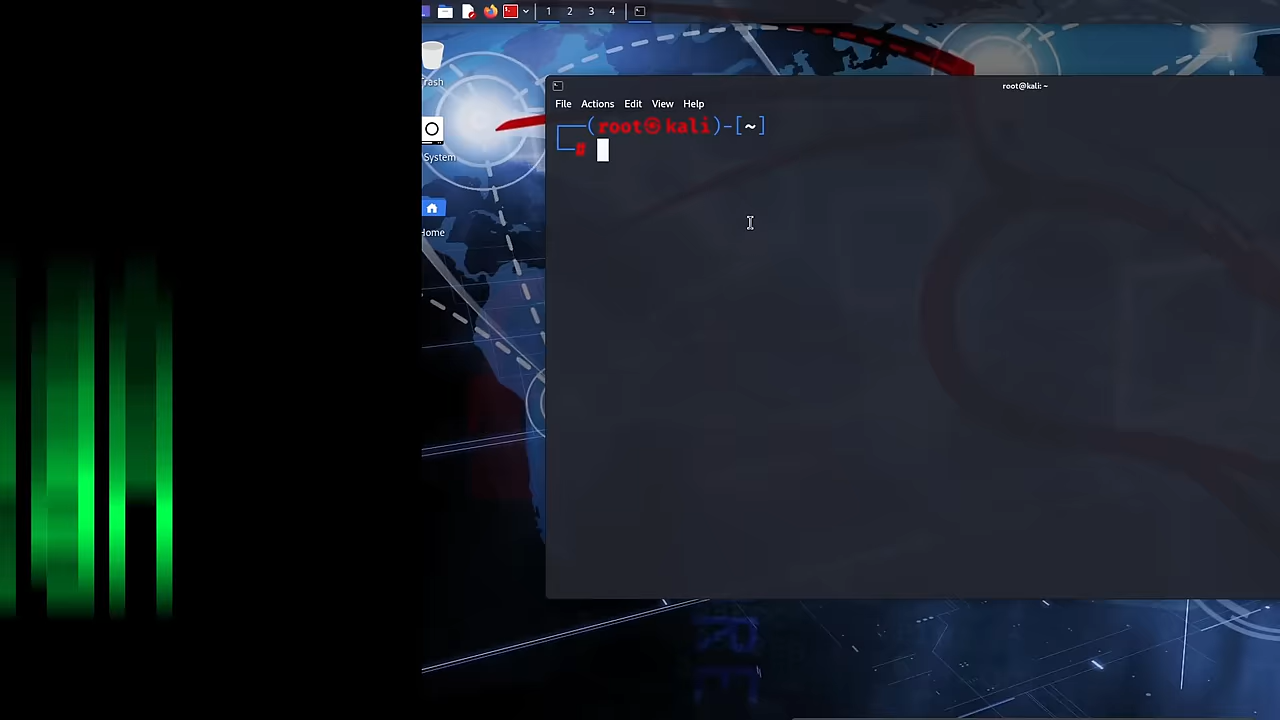 1 2 3 4
Trash
System
Home
root@kali: ~
File Actions Edit View Help
┌──(root㉿kali)-[~]
└─#